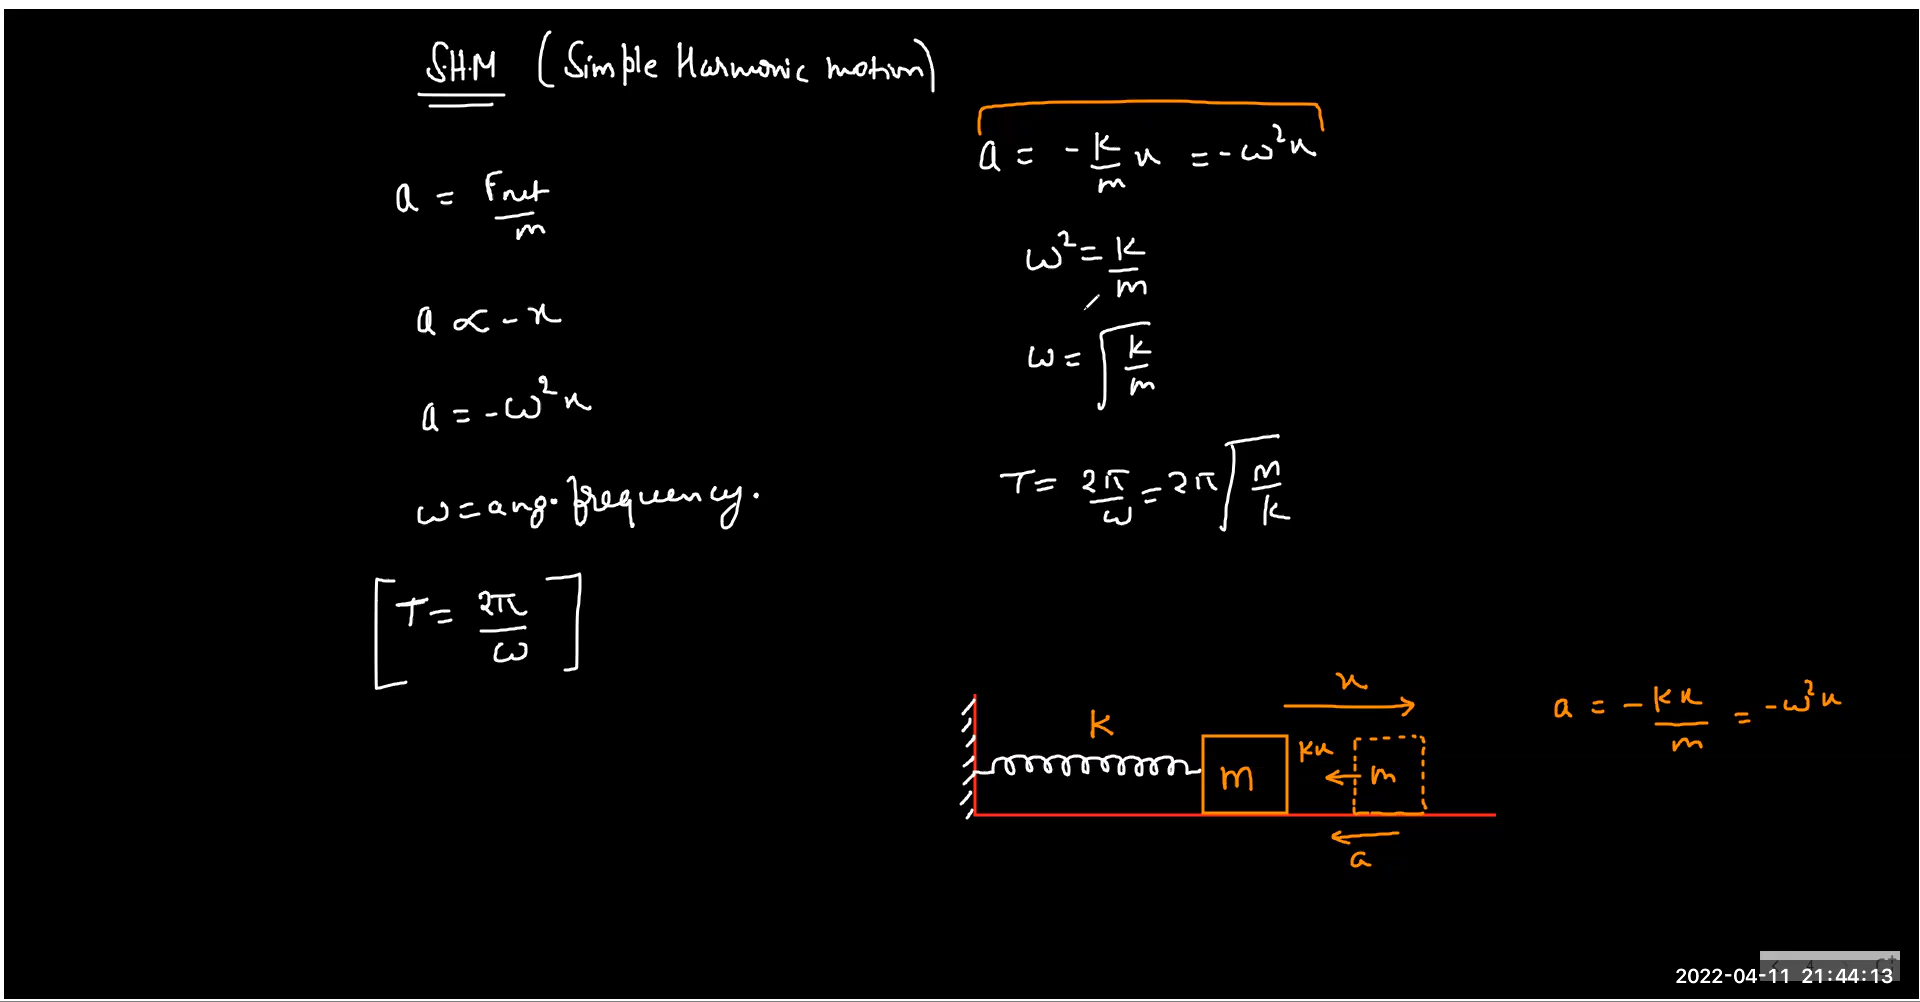 S.H.M (Simple Harmonic motion)
a = Fnet/m
a ∝ - x
a = - ω²x
ω = ang. frequency.
[T = 2π/ω]
a = - k/m x = - ω²x
ω² = k/m
ω = √(k/m)
T = 2π/ω = 2π√(m/k)
x
k
m
kx
m
a
a = - kx/m = - ω²x
2022-04-11 21:44:13